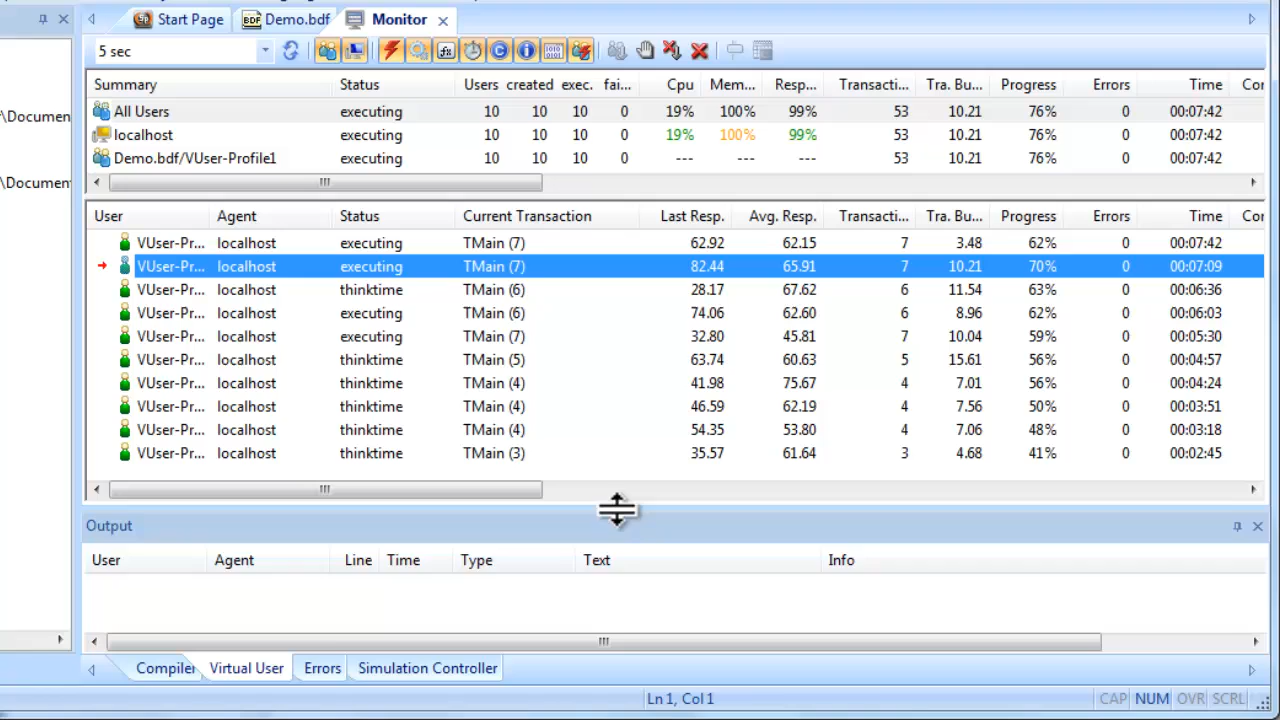 Start Page BDF Demo.bdf Monitor
5 sec
Summary Status Users created exec. fai... Cpu Mem... Resp... Transacti... Tra. Bu... Progress Errors Time Cor
All Users executing 10 10 10 0 19% 100% 99% 53 10.21 76% 0 00:07:42
\Documen
localhost executing 10 10 10 0 19% 100% 99% 53 10.21 76% 0 00:07:42
Demo.bdf/VUser-Profile1 executing 10 10 10 0 --- --- --- 53 10.21 76% 0 00:07:42
\Documen
User Agent Status Current Transaction Last Resp. Avg. Resp. Transacti... Tra. Bu... Progress Errors Time Cor
VUser-Pr... localhost executing TMain (7) 62.92 62.15 7 3.48 62% 0 00:07:42
VUser-Pr... localhost executing TMain (7) 82.44 65.91 7 10.21 70% 0 00:07:09
VUser-Pr... localhost thinktime TMain (6) 28.17 67.62 6 11.54 63% 0 00:06:36
VUser-Pr... localhost executing TMain (6) 74.06 62.60 6 8.96 62% 0 00:06:03
VUser-Pr... localhost executing TMain (7) 32.80 45.81 7 10.04 59% 0 00:05:30
VUser-Pr... localhost thinktime TMain (5) 63.74 60.63 5 15.61 56% 0 00:04:57
VUser-Pr... localhost thinktime TMain (4) 41.98 75.67 4 7.01 56% 0 00:04:24
VUser-Pr... localhost thinktime TMain (4) 46.59 62.19 4 7.56 50% 0 00:03:51
VUser-Pr... localhost thinktime TMain (4) 54.35 53.80 4 7.06 48% 0 00:03:18
VUser-Pr... localhost thinktime TMain (3) 35.57 61.64 3 4.68 41% 0 00:02:45
Output
User Agent Line Time Type Text Info
Compiler Virtual User Errors Simulation Controller
Ln 1, Col 1 CAP NUM OVR SCRL